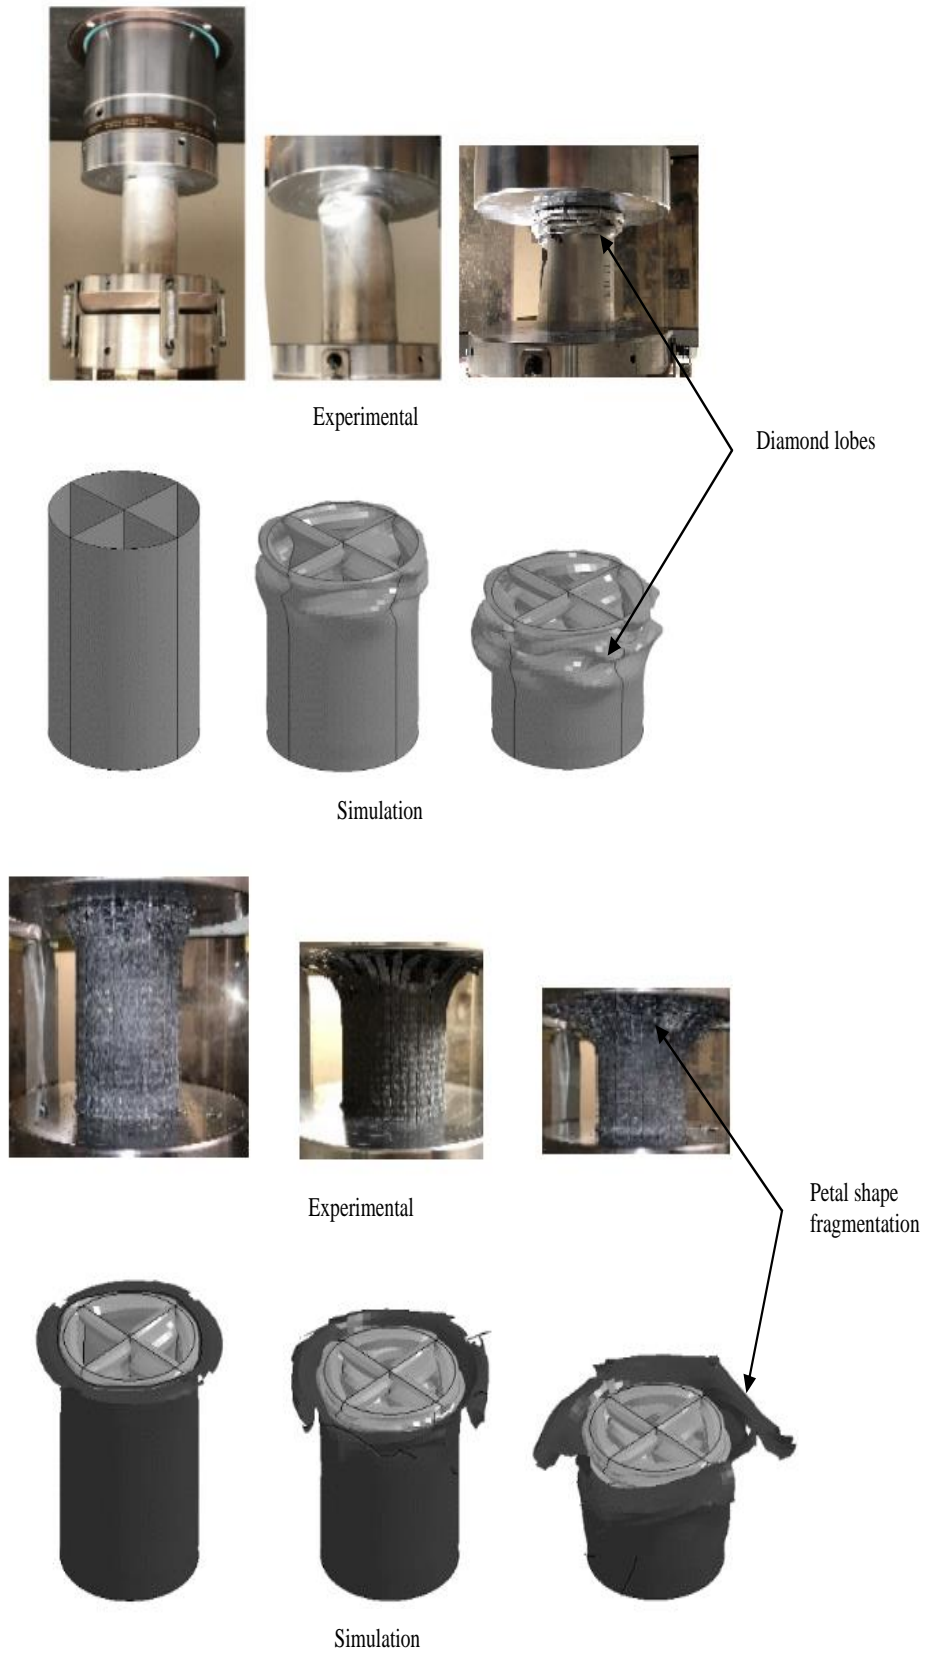 Experimental
Diamond lobes
Simulation
Experimental
Petal shape
fragmentation
Simulation